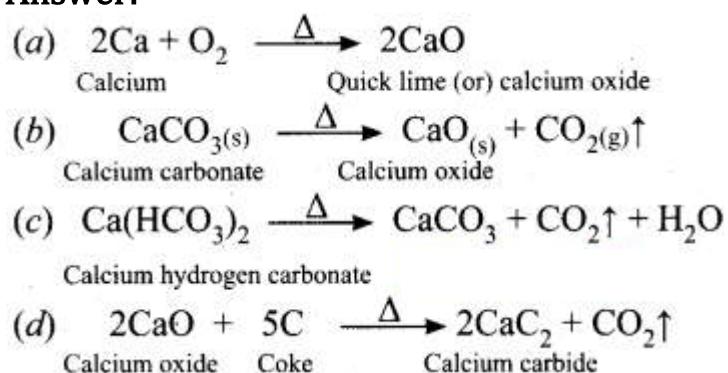 (a) 2Ca + O₂ —Δ→ 2CaO
Calcium Quick lime (or) calcium oxide
(b) CaCO₃(s) —Δ→ CaO(s) + CO₂(g)↑
Calcium carbonate Calcium oxide
(c) Ca(HCO₃)₂ —Δ→ CaCO₃ + CO₂↑ + H₂O
Calcium hydrogen carbonate
(d) 2CaO + 5C —Δ→ 2CaC₂ + CO₂↑
Calcium oxide Coke Calcium carbide